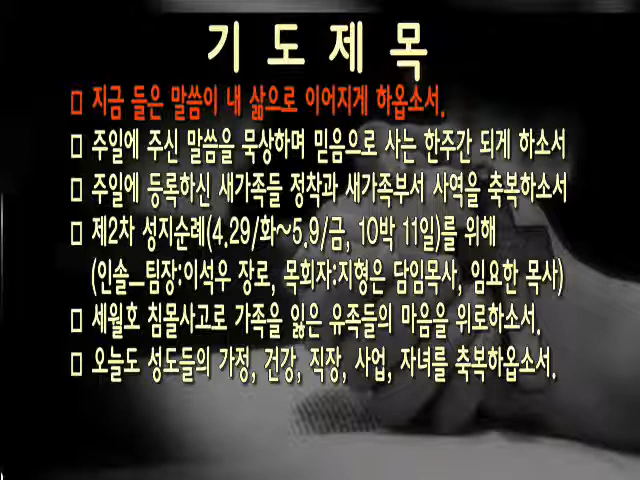 기 도 제 목
□ 지금 들은 말씀이 내 삶으로 이어지게 하옵소서.
□ 주일에 주신 말씀을 묵상하며 믿음으로 사는 한주간 되게 하소서
□ 주일에 등록하신 새가족들 정착과 새가족부서 사역을 축복하소서
□ 제2차 성지순례(4.29/화~5.9/금, 10박 11일)를 위해
(인솔_팀장:이석우 장로, 목회자:지형은 담임목사, 임요한 목사)
□ 세월호 침몰사고로 가족을 잃은 유족들의 마음을 위로하소서.
□ 오늘도 성도들의 가정, 건강, 직장, 사업, 자녀를 축복하옵소서.